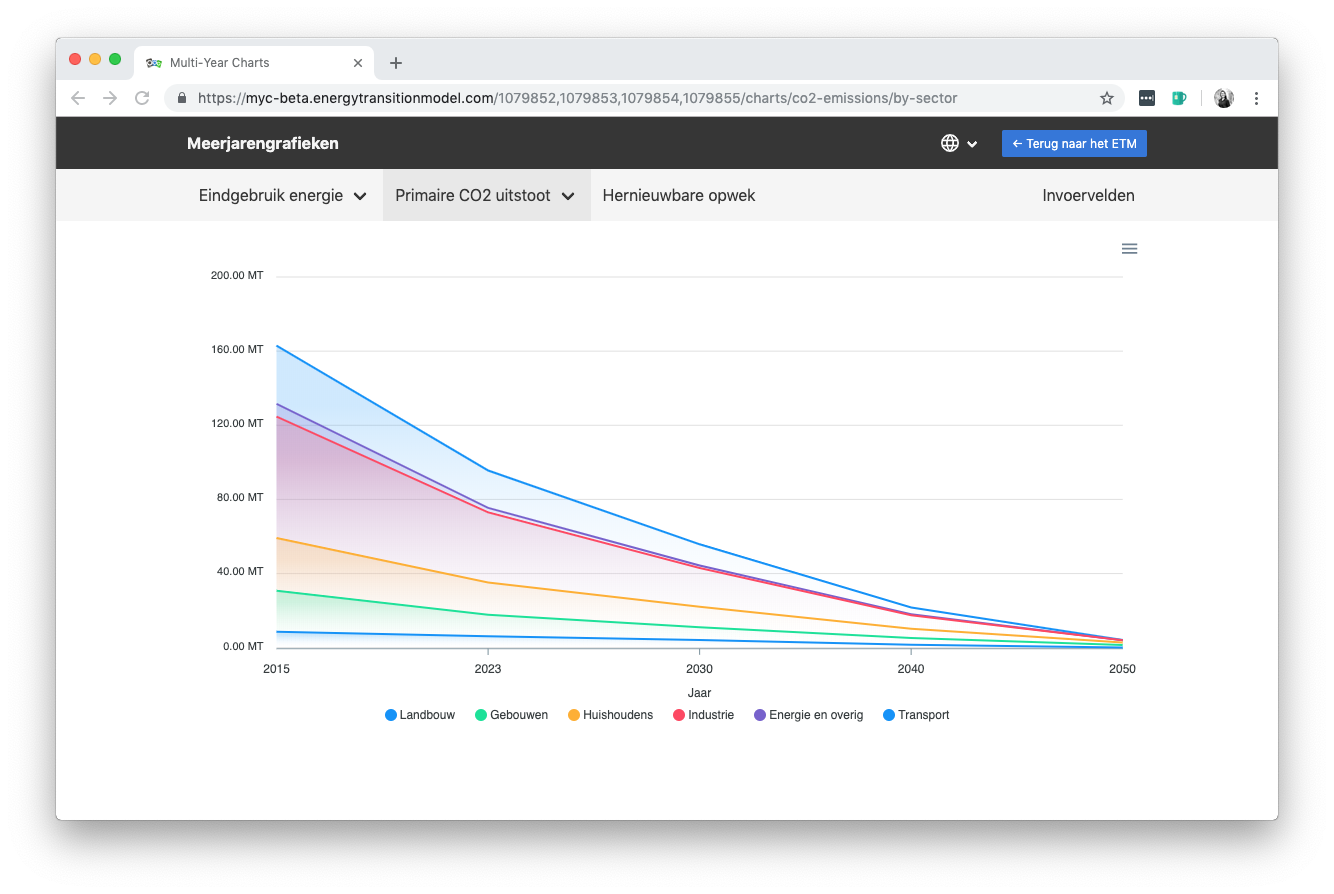 Multi-Year Charts
https://myc-beta.energytransitionmodel.com/1079852,1079853,1079854,1079855/charts/co2-emissions/by-sector
Meerjarengrafieken
← Terug naar het ETM
Eindgebruik energie
Primaire CO2 uitstoot
Hernieuwbare opwek
Invoervelden
200.00 MT
160.00 MT
120.00 MT
80.00 MT
40.00 MT
0.00 MT
2015 2023 2030 2040 2050
Jaar
Landbouw Gebouwen Huishoudens Industrie Energie en overig Transport